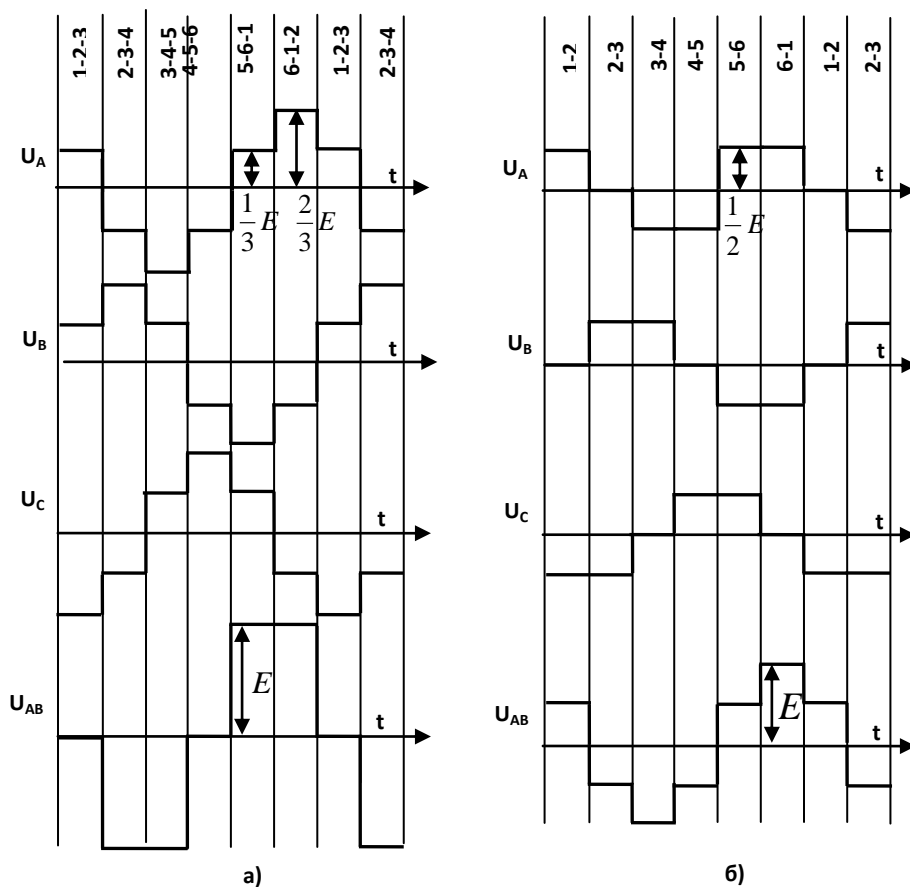 1-2-3
2-3-4
3-4-5
4-5-6
5-6-1
6-1-2
1-2-3
2-3-4
U_A
t
1/3 E
2/3 E
U_B
t
U_C
t
U_AB
E
t
а)
1-2
2-3
3-4
4-5
5-6
6-1
1-2
2-3
U_A
t
1/2 E
U_B
t
U_C
t
U_AB
E
t
б)